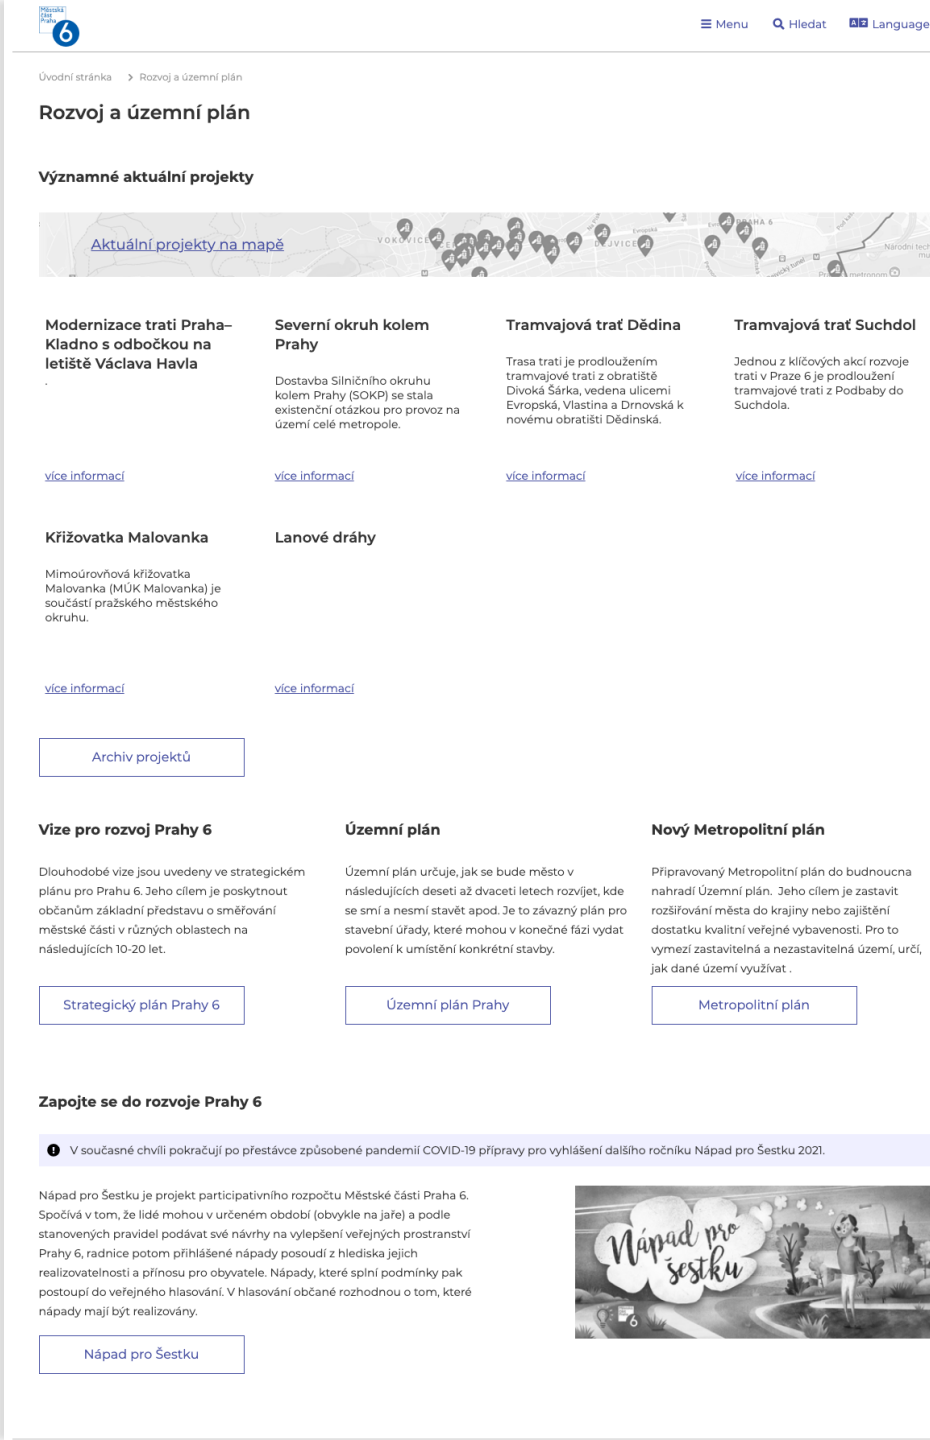 Městská
část
Praha
6
Menu
Hledat
Language
Úvodní stránka
Rozvoj a územní plán
Rozvoj a územní plán
Významné aktuální projekty
Aktuální projekty na mapě
VOKOVICE
Evropská
DEJVICE
PRAHA 6
Národní tech
mu
metronom
Modernizace trati Praha–
Kladno s odbočkou na
letiště Václava Havla
.
více informací
Severní okruh kolem
Prahy
Dostavba Silničního okruhu
kolem Prahy (SOKP) se stala
existenční otázkou pro provoz na
území celé metropole.
více informací
Tramvajová trať Dědina
Trasa trati je prodloužením
tramvajové trati z obratiště
Divoká Šárka, vedena ulicemi
Evropská, Vlastina a Drnovská k
novému obratišti Dědinská.
více informací
Tramvajová trať Suchdol
Jednou z klíčových akcí rozvoje
trati v Praze 6 je prodloužení
tramvajové trati z Podbaby do
Suchdola.
více informací
Křižovatka Malovanka
Mimoúrovňová křižovatka
Malovanka (MÚK Malovanka) je
součástí pražského městského
okruhu.
více informací
Lanové dráhy
více informací
Archiv projektů
Vize pro rozvoj Prahy 6
Dlouhodobé vize jsou uvedeny ve strategickém
plánu pro Prahu 6. Jeho cílem je poskytnout
občanům základní představu o směřování
městské části v různých oblastech na
následujících 10-20 let.
Strategický plán Prahy 6
Územní plán
Územní plán určuje, jak se bude město v
následujících deseti až dvaceti letech rozvíjet, kde
se smí a nesmí stavět apod. Je to závazný plán pro
stavební úřady, které mohou v konečné fázi vydat
povolení k umístění konkrétní stavby.
Územní plán Prahy
Nový Metropolitní plán
Připravovaný Metropolitní plán do budnoucna
nahradí Územní plán.  Jeho cílem je zastavit
rozšiřování města do krajiny nebo zajištění
dostatku kvalitní veřejné vybavenosti. Pro to
vymezí zastavitelná a nezastavitelná území, určí,
jak dané území využívat .
Metropolitní plán
Zapojte se do rozvoje Prahy 6
V současné chvíli pokračují po přestávce způsobené pandemií COVID-19 přípravy pro vyhlášení dalšího ročníku Nápad pro Šestku 2021.
Nápad pro Šestku je projekt participativního rozpočtu Městské části Praha 6.
Spočívá v tom, že lidé mohou v určeném období (obvykle na jaře) a podle
stanovených pravidel podávat své návrhy na vylepšení veřejných prostranství
Prahy 6, radnice potom přihlášené nápady posoudí z hlediska jejich
realizovatelnosti a přínosu pro obyvatele. Nápady, které splní podmínky pak
postoupí do veřejného hlasování. V hlasování občané rozhodnou o tom, které
nápady mají být realizovány.
Nápad pro Šestku
Nápad pro
šestku
6